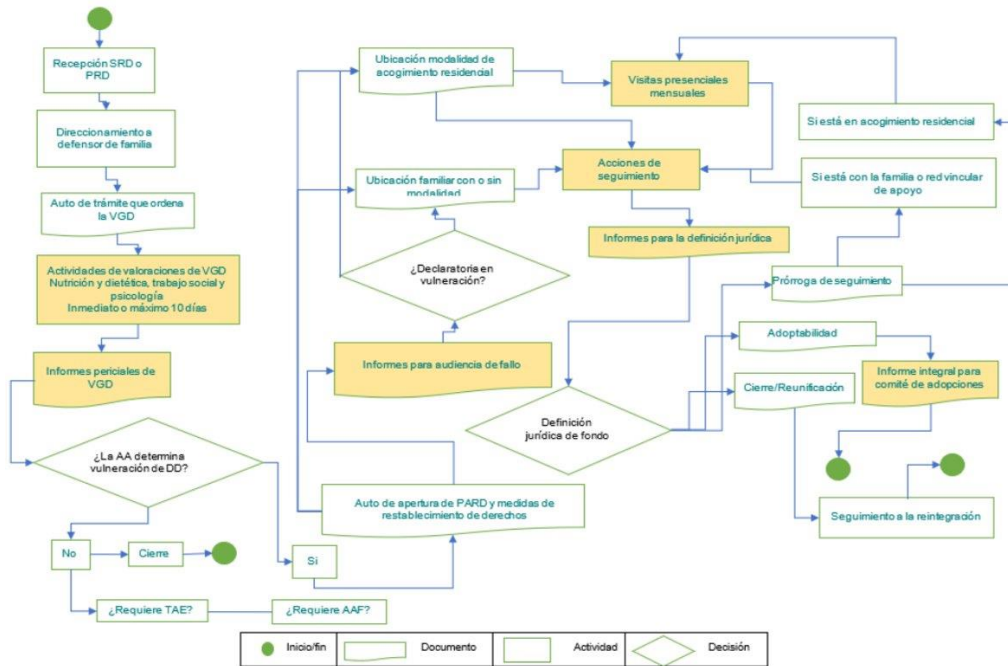 Recepción SRD o
PRD
Direccionamiento a
defensor de familia
Auto de trámite que ordena
la VGD
Actividades de valoraciones de VGD
Nutrición y dietética, trabajo social y
psicología
Inmediato o máximo 10 días
Informes periciales de
VGD
¿La AA determina
vulneración de DD?
No
Cierre
¿Requiere TAE?
¿Requiere AAF?
Si
Auto de apertura de PARD y medidas de
restablecimiento de derechos
Informes para audiencia de fallo
¿Declaratoria en
vulneración?
Ubicación familiar con o sin
modalidad
Ubicación modalidad de
acogimiento residencial
Visitas presenciales
mensuales
Acciones de
seguimiento
Informes para la definición jurídica
Definición
jurídica de fondo
Si está en acogimiento residencial
Si está con la familia o red vincular
de apoyo
Prórroga de seguimiento
Adoptabilidad
Informe integral para
comité de adopciones
Cierre/Reunificación
Seguimiento a la reintegración
Inicio/fin
Documento
Actividad
Decisión